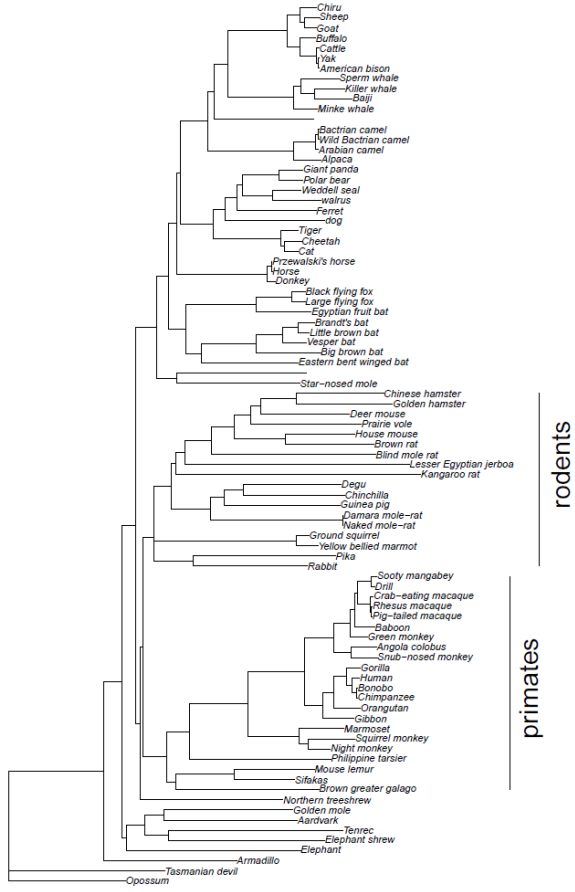 Chiru
Sheep
Goat
Buffalo
Cattle
Yak
American bison
Sperm whale
Killer whale
Baiji
Minke whale
Bactrian camel
Wild Bactrian camel
Arabian camel
Alpaca
Giant panda
Polar bear
Weddell seal
walrus
Ferret
dog
Tiger
Cheetah
Cat
Przewalski's horse
Horse
Donkey
Black flying fox
Large flying fox
Egyptian fruit bat
Brandt's bat
Little brown bat
Vesper bat
Big brown bat
Eastern bent winged bat
Star-nosed mole
Chinese hamster
Golden hamster
Deer mouse
Prairie vole
House mouse
Brown rat
Blind mole rat
Lesser Egyptian jerboa
Kangaroo rat
Degu
Chinchilla
Guinea pig
Damara mole-rat
Naked mole-rat
Ground squirrel
Yellow bellied marmot
Pika
Rabbit
rodents
Sooty mangabey
Drill
Crab-eating macaque
Rhesus macaque
Pig-tailed macaque
Baboon
Green monkey
Angola colobus
Snub-nosed monkey
Gorilla
Human
Bonobo
Chimpanzee
Orangutan
Gibbon
Marmoset
Squirrel monkey
Night monkey
Philippine tarsier
Mouse lemur
Sifakas
Brown greater galago
primates
Northern treeshrew
Golden mole
Aardvark
Tenrec
Elephant shrew
Elephant
Armadillo
Tasmanian devil
Opossum